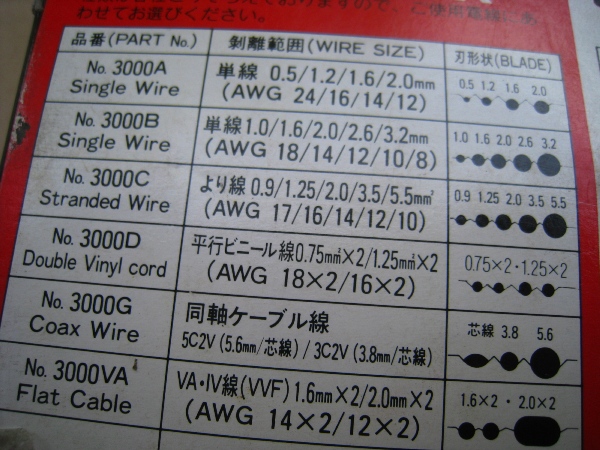 わせてお選びください。
品番(PART No.) 剝離範囲(WIRE SIZE) 刃形状(BLADE)
No. 3000A 単線 0.5/1.2/1.6/2.0mm 0.5 1.2 1.6 2.0
Single Wire (AWG 24/16/14/12)
No. 3000B 単線1.0/1.6/2.0/2.6/3.2mm 1.0 1.6 2.0 2.6 3.2
Single Wire (AWG 18/14/12/10/8)
No. 3000C より線0.9/1.25/2.0/3.5/5.5mm² 0.9 1.25 2.0 3.5 5.5
Stranded Wire (AWG 17/16/14/12/10)
No. 3000D 平行ビニール線0.75mm²×2/1.25mm²×2 0.75×2・1.25×2
Double Vinyl cord (AWG 18×2/16×2)
No. 3000G 同軸ケーブル線 芯線 3.8 5.6
Coax Wire 5C2V (5.6mm/芯線) / 3C2V (3.8mm/芯線)
No. 3000VA VA・IV線(VVF) 1.6mm×2/2.0mm×2 1.6×2・2.0×2
Flat Cable (AWG 14×2/12×2)